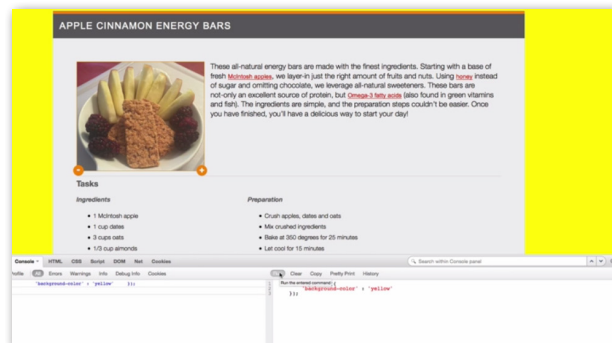 APPLE CINNAMON ENERGY BARS
These all-natural energy bars are made with the finest ingredients. Starting with a base of
fresh McIntosh apples, we layer-in just the right amount of fruits and nuts. Using honey instead
of sugar and omitting chocolate, we leverage all-natural sweeteners. These bars are
not-only an excellent source of protein, but Omega-3 fatty acids (also found in green vitamins
and fish). The ingredients are simple, and the preparation steps couldn't be easier. Once
you have finished, you'll have a delicious way to start your day!
Tasks
Ingredients
• 1 McIntosh apple
• 1 cup dates
• 3 cups oats
• 1/3 cup almonds
Preparation
• Crush apples, dates and oats
• Mix crushed ingredients
• Bake at 350 degrees for 25 minutes
• Let cool for 15 minutes
Console HTML CSS Script DOM Net Cookies
Search within Console panel
All Errors Warnings Info Debug Info Cookies
Clear Copy Pretty Print History
Run the entered command
'background-color' : 'yellow' });
{
'background-color' : 'yellow'
});